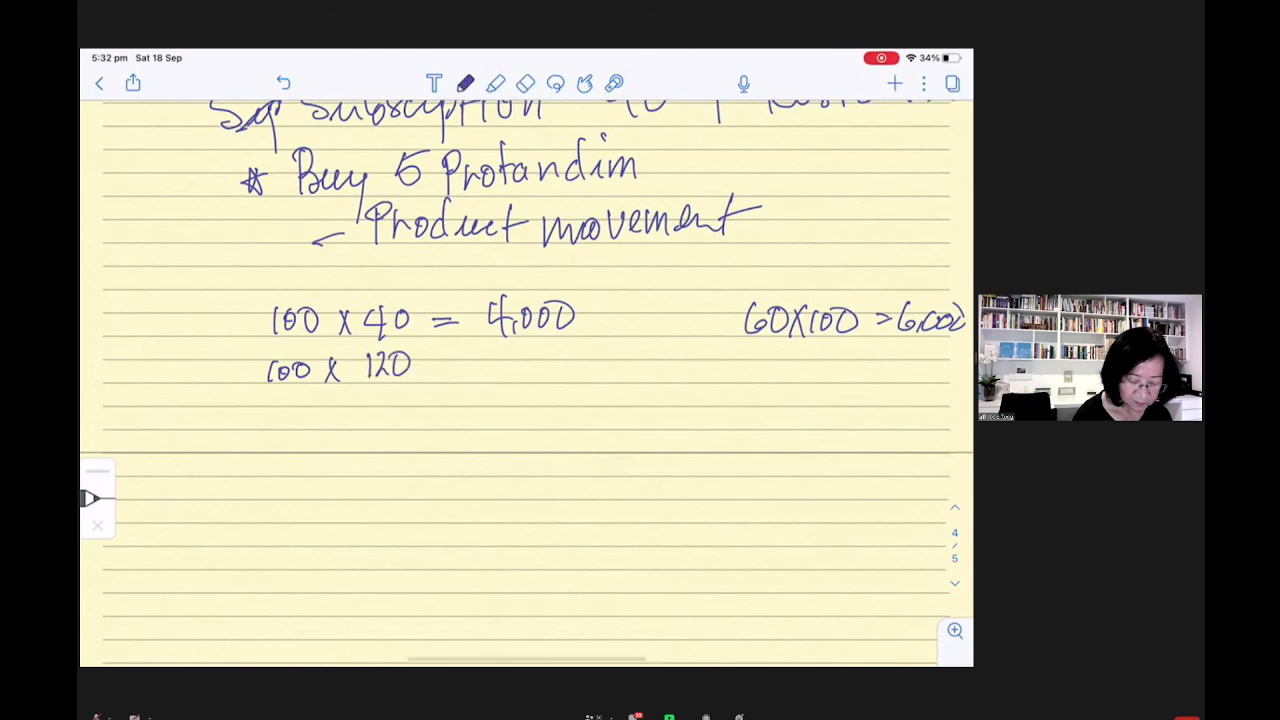 5:32 pm Sat 18 Sep
34%
Subscription
* Buy 5 Protandim
Product movement
100 x 40 = 4,000
60X100 = 6,000
100 x 120
4
/
5